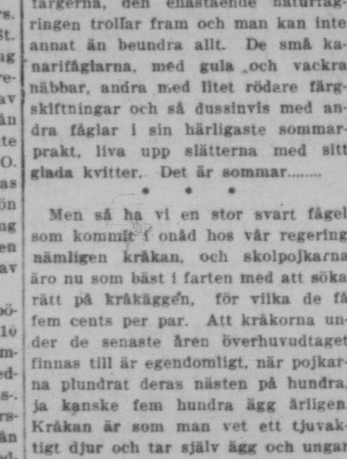 färgerna, den enastående naturfäg-
ringen trollar fram och man kan inte
annat än beundra allt. De små ka-
narifåglarna, med gula och vackra
näbbar, andra med litet rödare färg-
skiftningar och så dussinvis med an-
dra fåglar i sin härligaste sommar-
prakt, liva upp slätterna med sitt
glada kvitter. Det är sommar........
* * *
Men så ha vi en stor svart fågel
som kommit i onåd hos vår regering
nämligen kråkan, och skolpojkarna
äro nu som bäst i farten med att söka
rätt på kråkäggen, för vilka de få
fem cents per par. Att kråkorna un-
der de senaste åren överhuvudtaget
finnas till är egendomligt, när pojkar-
na plundrat deras nästen på hundra,
ja kanske fem hundra ägg årligen.
Kråkan är som man vet ett tjuvak-
tigt djur och tar själv ägg och ungar